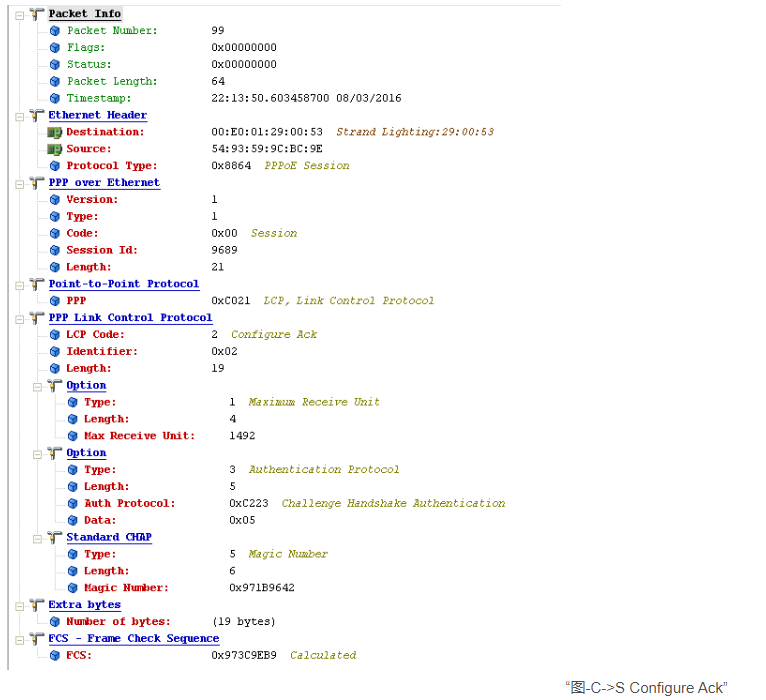 Packet Info
Packet Number: 99
Flags: 0x00000000
Status: 0x00000000
Packet Length: 64
Timestamp: 22:13:50.603458700 08/03/2016
Ethernet Header
Destination: 00:E0:01:29:00:53 Strand Lighting:29:00:53
Source: 54:93:59:9C:BC:9E
Protocol Type: 0x8864 PPPoE Session
PPP over Ethernet
Version: 1
Type: 1
Code: 0x00 Session
Session Id: 9689
Length: 21
Point-to-Point Protocol
PPP 0xC021 LCP, Link Control Protocol
PPP Link Control Protocol
LCP Code: 2 Configure Ack
Identifier: 0x02
Length: 19
Option
Type: 1 Maximum Receive Unit
Length: 4
Max Receive Unit: 1492
Option
Type: 3 Authentication Protocol
Length: 5
Auth Protocol: 0xC223 Challenge Handshake Authentication
Data: 0x05
Standard CHAP
Type: 5 Magic Number
Length: 6
Magic Number: 0x971B9642
Extra bytes
Number of bytes: (19 bytes)
FCS - Frame Check Sequence
FCS: 0x973C9EB9 Calculated
“图-C->S Configure Ack”